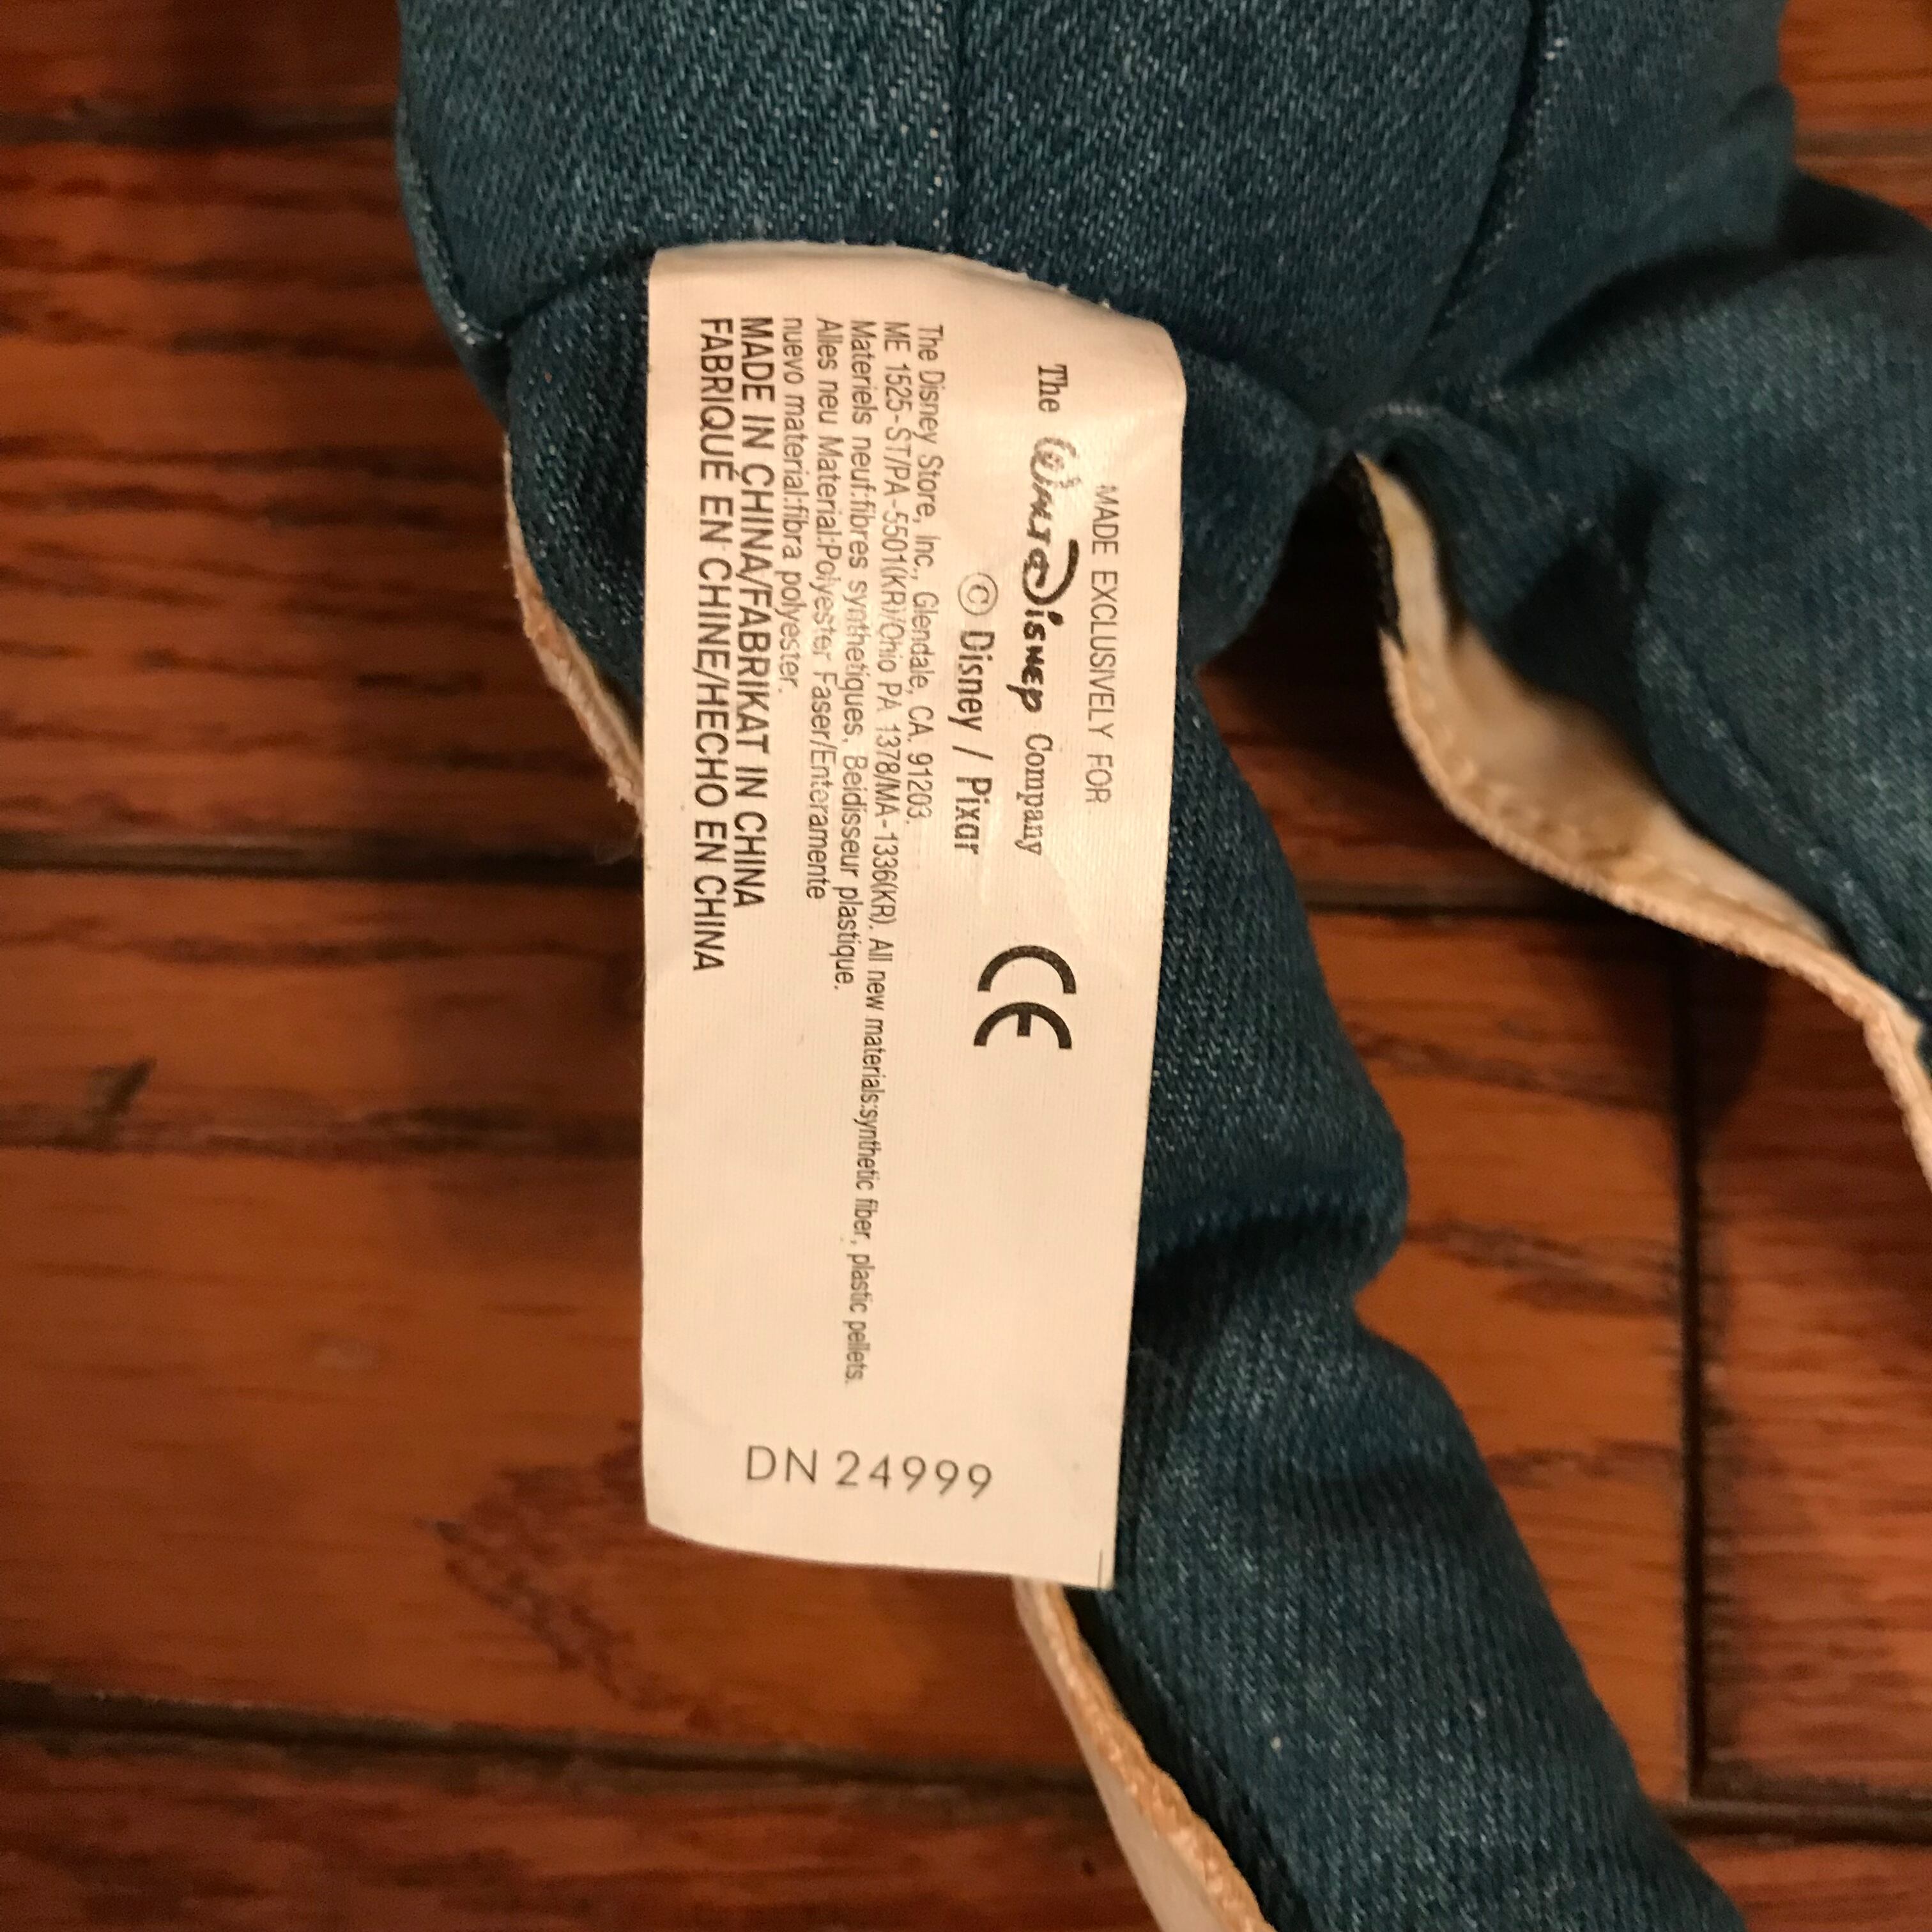 MADE EXCLUSIVELY FOR
The Walt Disney Company
© Disney / Pixar
CE
The Disney Store, Inc., Glendale, CA, 91203.
ME 1525-ST/PA-5501(KR)/Ohio PA 1378/MA-1336(KR). All new materials:synthetic fiber, plastic pellets.
Materiels neuf:fibres synthetiques, Beidisseur plastique.
Alles neu Material:Polyester Faser/Enteramente
nuevo material:fibra polyester.
MADE IN CHINA/FABRIKAT IN CHINA
FABRIQUÉ EN CHINE/HECHO EN CHINA
DN 24999